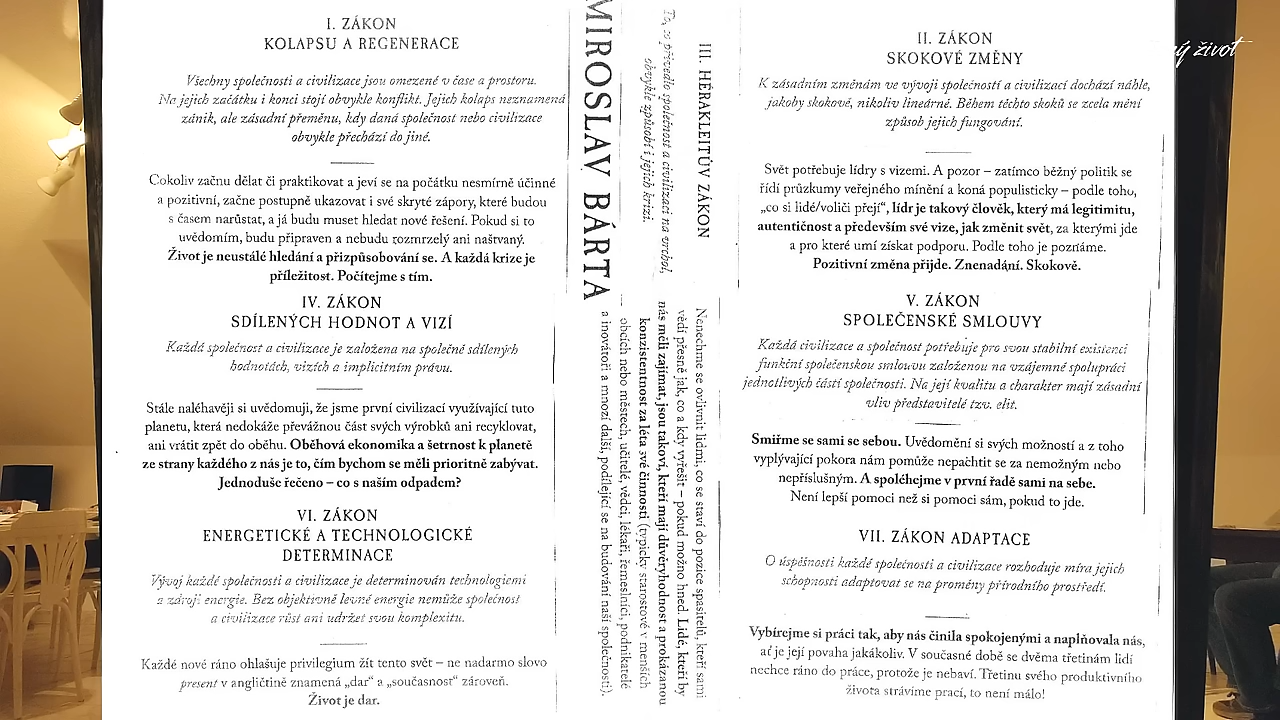 I. ZÁKON
KOLAPSU A REGENERACE
Všechny společnosti a civilizace jsou omezené v čase a prostoru.
Na jejich začátku i konci stojí obvykle konflikt. Jejich kolaps neznamená
zánik, ale zásadní přeměnu, kdy daná společnost nebo civilizace
obvykle přechází do jiné.
Cokoliv začnu dělat či praktikovat a jeví se na počátku nesmírně účinné
a pozitivní, začne postupně ukazovat i své skryté zápory, které budou
s časem narůstat, a já budu muset hledat nové řešení. Pokud si to
uvědomím, budu připraven a nebudu rozmrzelý ani naštvaný.
Život je neustálé hledání a přizpůsobování se. A každá krize je
příležitost. Počítejme s tím.
II. ZÁKON
SKOKOVÉ ZMĚNY
K zásadním změnám ve vývoji společností a civilizací dochází náhle,
jakoby skokově, nikoliv lineárně. Během těchto skoků se zcela mění
způsob jejich fungování.
Svět potřebuje lídry s vizemi. A pozor – zatímco běžný politik se
řídí průzkumy veřejného mínění a koná populisticky – podle toho,
„co si lidé/voliči přejí“, lídr je takový člověk, který má legitimitu,
autentičnost a především své vize, jak změnit svět, za kterými jde
a pro které umí získat podporu. Podle toho je poznáme.
Pozitivní změna přijde. Znenadání. Skokově.
MIROSLAV BÁRTA
III. HÉRAKLEITŮV ZÁKON
To, co přivedlo společnost a civilizaci na vrchol,
obvykle způsobí i jejich krizi.
Nenechme se ovlivnit lidmi, co se staví do pozice spasitelů, kteří sami
vědí přesně jak, co a kdy vyřešit – pokud možno hned. Lidé, kteří by
nás měli zajímat, jsou takoví, kteří mají důvěryhodnost a prokázanou
konzistentnost za léta své činnosti (typicky starostové v menších
obcích nebo městech, učitelé, vědci, lékaři, řemeslníci, podnikatelé
a inovátoři a mnozí další, podílející se na budování naší společnosti).
IV. ZÁKON
SDÍLENÝCH HODNOT A VIZÍ
Každá společnost a civilizace je založena na společně sdílených
hodnotách, vizích a implicitním právu.
Stále naléhavěji si uvědomuji, že jsme první civilizací využívající tuto
planetu, která nedokáže převážnou část svých výrobků ani recyklovat,
ani vrátit zpět do oběhu. Oběhová ekonomika a šetrnost k planetě
ze strany každého z nás je to, čím bychom se měli prioritně zabývat.
Jednoduše řečeno – co s naším odpadem?
V. ZÁKON
SPOLEČENSKÉ SMLOUVY
Každá civilizace a společnost potřebuje pro svou stabilní existenci
funkční společenskou smlouvu založenou na vzájemné spolupráci
jednotlivých částí společnosti. Na její kvalitu a charakter mají zásadní
vliv představitelé tzv. elit.
Smiřme se sami se sebou. Uvědomění si svých možností a z toho
vyplývající pokora nám pomůže nepachtit se za nemožným nebo
nepříslušným. A spoléhejme v první řadě sami na sebe.
Není lepší pomoci než si pomoci sám, pokud to jde.
VI. ZÁKON
ENERGETICKÉ A TECHNOLOGICKÉ
DETERMINACE
Vývoj každé společnosti a civilizace je determinován technologiemi
a zdroji energie. Bez objektivně levné energie nemůže společnost
a civilizace růst ani udržet svou komplexitu.
Každé nové ráno ohlašuje privilegium žít tento svět – ne nadarmo slovo
present v angličtině znamená „dar“ a „současnost“ zároveň.
Život je dar.
VII. ZÁKON ADAPTACE
O úspěšnosti každé společnosti a civilizace rozhoduje míra jejich
schopnosti adaptovat se na proměny přírodního prostředí.
Vybírejme si práci tak, aby nás činila spokojenými a naplňovala nás,
ať je její povaha jakákoliv. V současné době se dvěma třetinám lidí
nechce ráno do práce, protože je nebaví. Třetinu svého produktivního
života strávíme prací, to není málo!
život